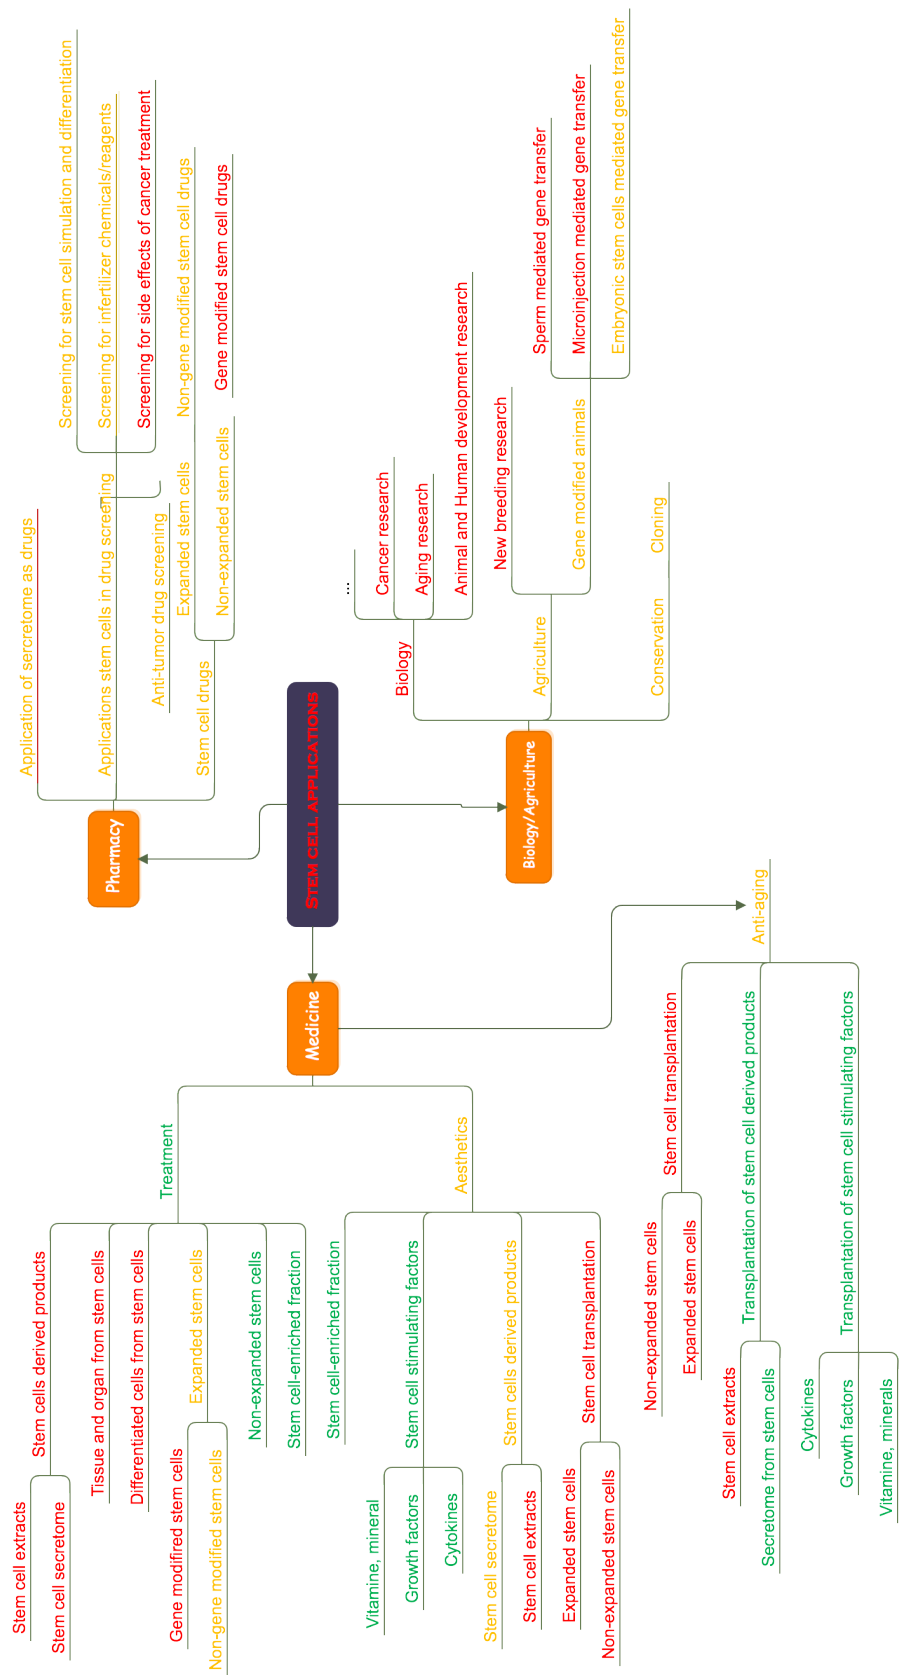 STEM CELL APPLICATIONS
Medicine
Treatment
Stem cells derived products
Stem cell extracts
Stem cell secretome
Tissue and organ from stem cells
Differentiated cells from stem cells
Expanded stem cells
Gene modifired stem cells
Non-gene modified stem cells
Non-expanded stem cells
Stem cell-enriched fraction
Aesthetics
Stem cell-enriched fraction
Stem cell stimulating factors
Vitamine, mineral
Growth factors
Cytokines
Stem cells derived products
Stem cell secretome
Stem cell extracts
Stem cell transplantation
Expanded stem cells
Non-expanded stem cells
Anti-aging
Stem cell transplantation
Non-expanded stem cells
Expanded stem cells
Transplantation of stem cell derived products
Stem cell extracts
Secretome from stem cells
Transplantation of stem cell stimulating factors
Cytokines
Growth factors
Vitamine, minerals
Pharmacy
Application of sercretome as drugs
Applications stem cells in drug screening
Screening for stem cell simulation and differentiation
Screening for infertilizer chemicals/reagents
Screening for side effects of cancer treatment
Anti-tumor drug screening
Stem cell drugs
Expanded stem cells
Non-gene modified stem cell drugs
Non-expanded stem cells
Gene modified stem cell drugs
Biology/Agriculture
Biology
...
Cancer research
Aging research
Animal and Human development research
Agriculture
New breeding research
Gene modified animals
Sperm mediated gene transfer
Microinjection mediated gene transfer
Embryonic stem cells mediated gene transfer
Conservation
Cloning